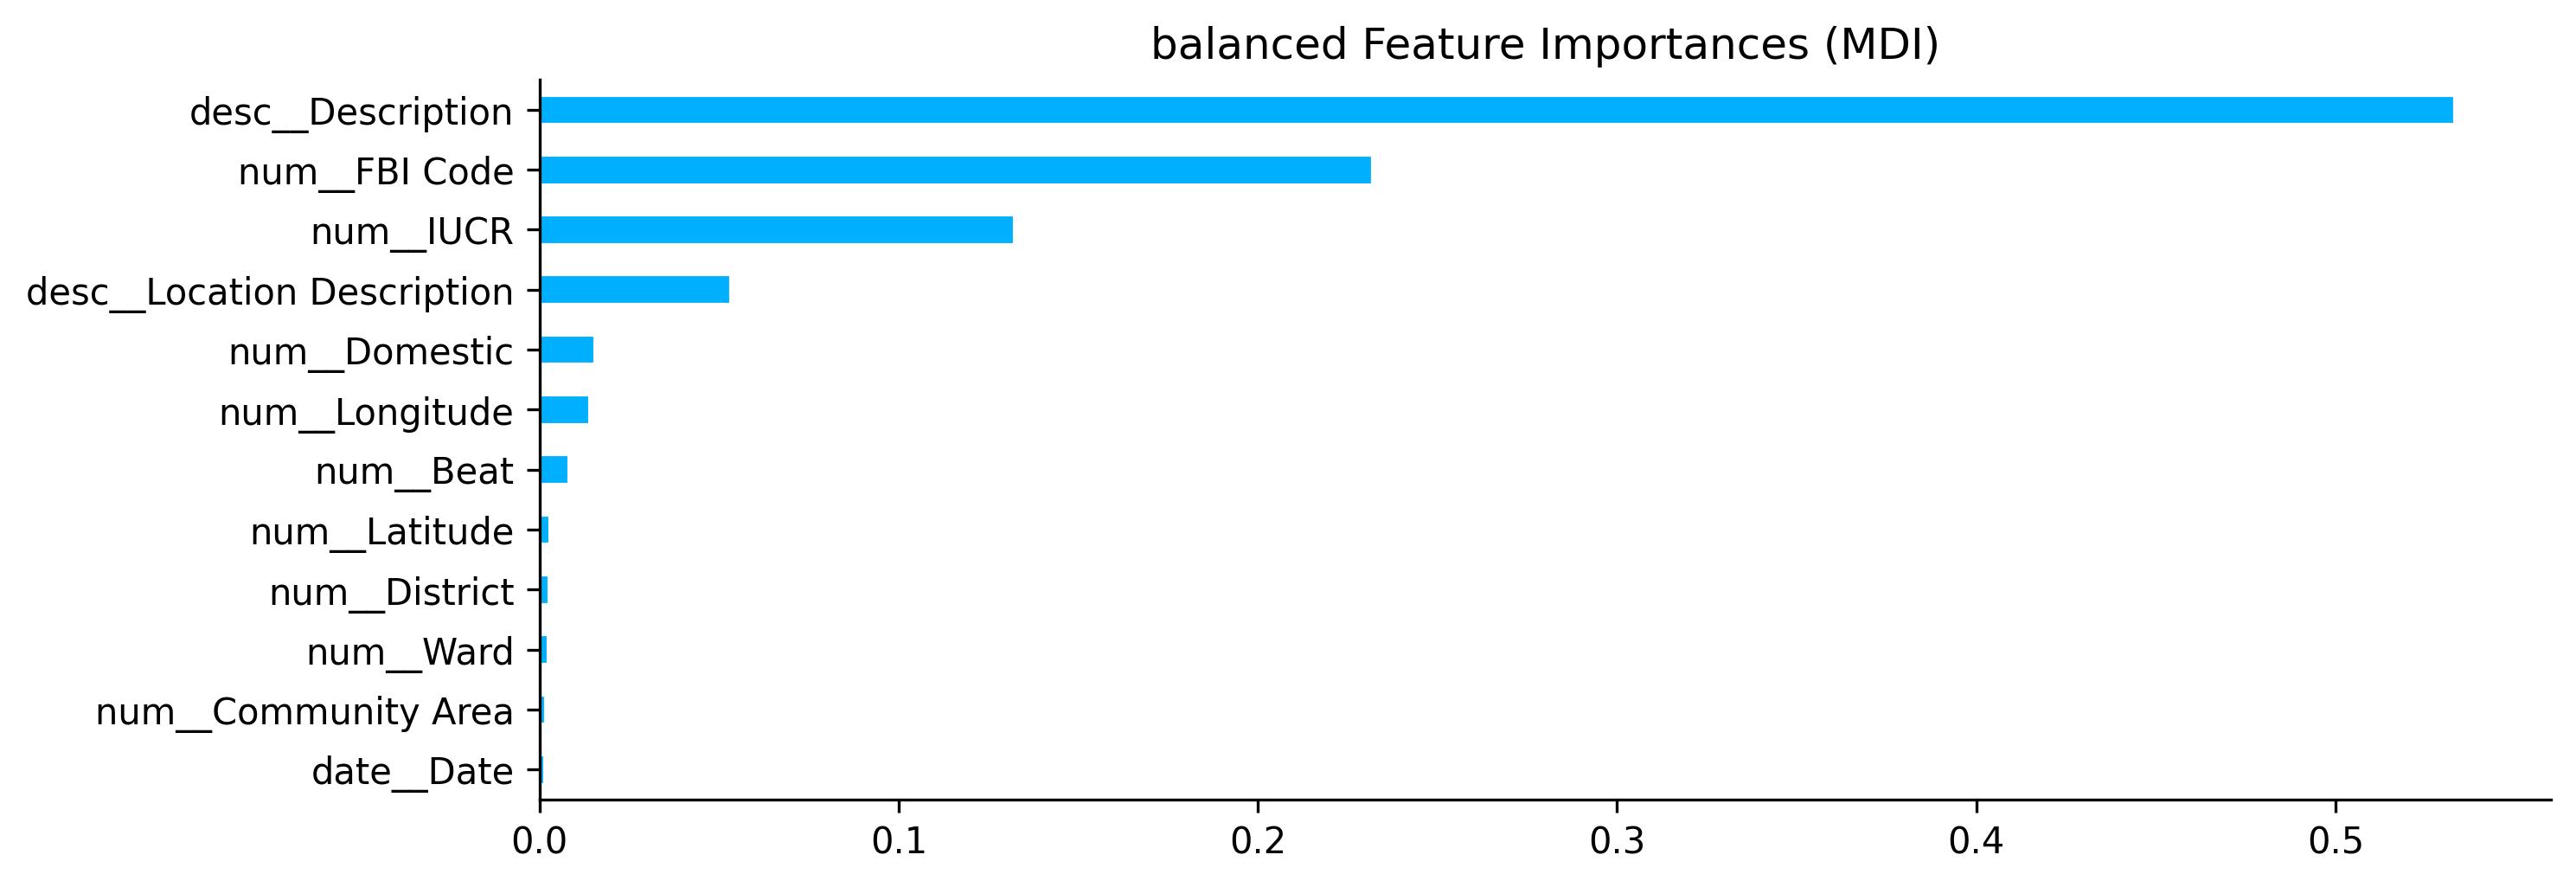 balanced Feature Importances (MDI)
desc__Description
num__FBI Code
num__IUCR
desc__Location Description
num__Domestic
num__Longitude
num__Beat
num__Latitude
num__District
num__Ward
num__Community Area
date__Date
0.0 0.1 0.2 0.3 0.4 0.5